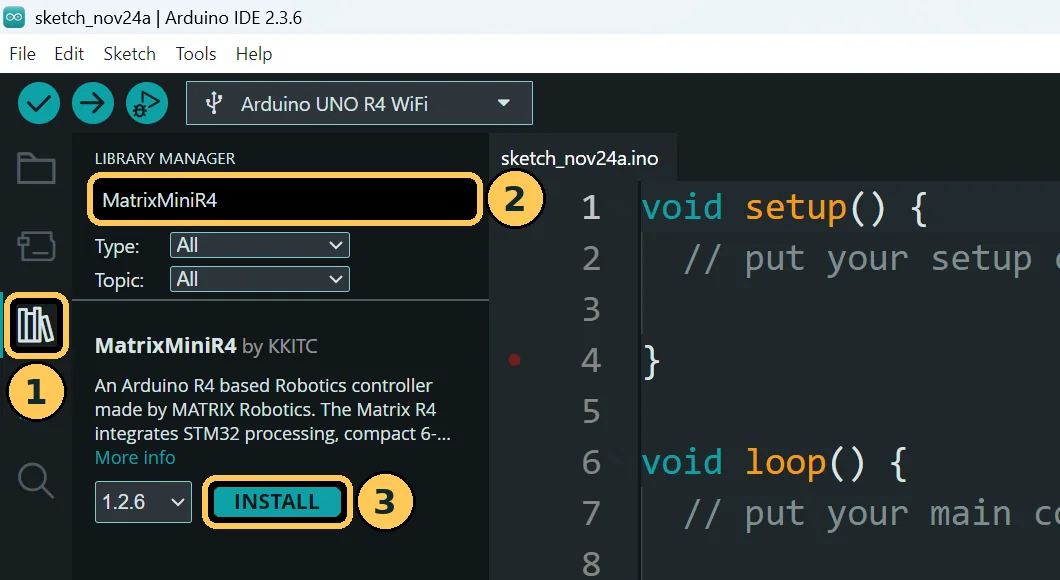 sketch_nov24a | Arduino IDE 2.3.6
File Edit Sketch Tools Help
Arduino UNO R4 WiFi
LIBRARY MANAGER
MatrixMiniR4
2
Type: All
Topic: All
1
MatrixMiniR4 by KKITC
An Arduino R4 based Robotics controller
made by MATRIX Robotics. The Matrix R4
integrates STM32 processing, compact 6-...
More info
1.2.6 INSTALL
3
sketch_nov24a.ino
1 void setup() {
2 // put your setup
3
4 }
5
6 void loop() {
7 // put your main
8